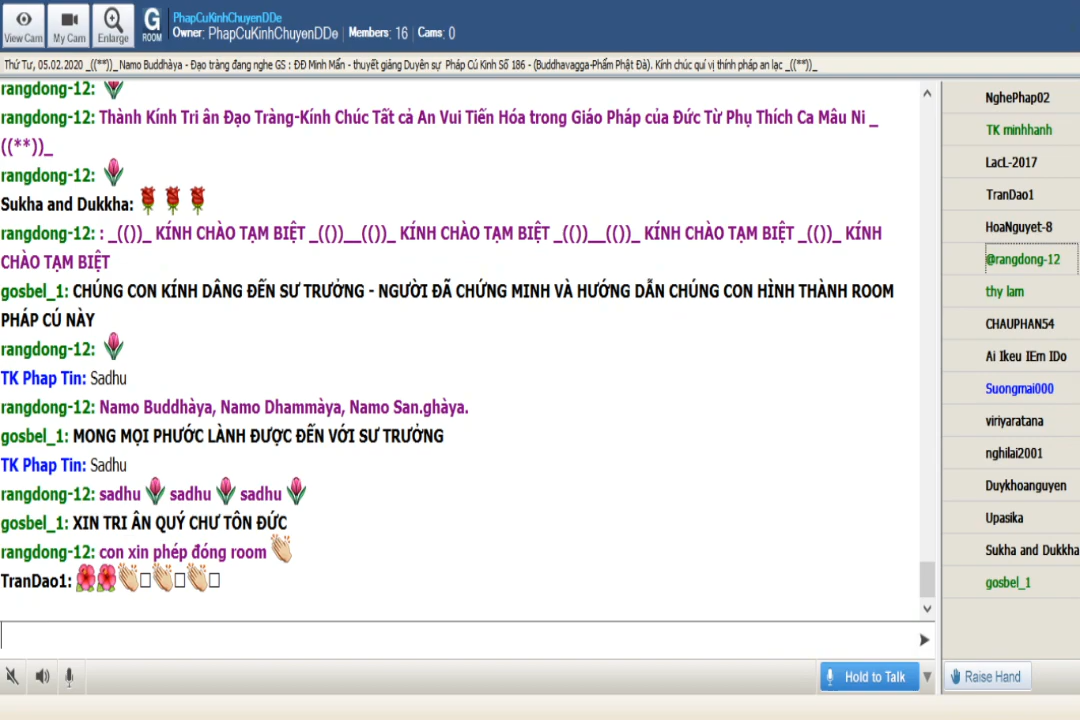 View Cam
My Cam
Enlarge
G
ROOM
PhapCuKinhChuyenDDe
Owner: PhapCuKinhChuyenDDe Members: 16 Cams: 0
Thứ Tư, 05.02.2020 _((**))_ Namo Buddhàya - Đạo tràng đang nghe GS : ĐĐ Minh Mẩn - thuyết giảng Duyên sự Pháp Cú Kinh Số 186 - (Buddhavagga-Phẩm Phật Đà). Kính chúc quí vị thính pháp an lạc _((**))_
rangdong-12:
rangdong-12: Thành Kính Tri ân Đạo Tràng-Kính Chúc Tất cả An Vui Tiến Hóa trong Giáo Pháp của Đức Từ Phụ Thích Ca Mâu Ni _
((**))_
rangdong-12:
Sukha and Dukkha:
rangdong-12: : _(())_ KÍNH CHÀO TẠM BIỆT _(())__(())_ KÍNH CHÀO TẠM BIỆT _(())__(())_ KÍNH CHÀO TẠM BIỆT _(())_ KÍNH
CHÀO TẠM BIỆT
gosbel_1: CHÚNG CON KÍNH DÂNG ĐẾN SƯ TRƯỞNG - NGƯỜI ĐÃ CHỨNG MINH VÀ HƯỚNG DẪN CHÚNG CON HÌNH THÀNH ROOM
PHÁP CÚ NÀY
rangdong-12:
TK Phap Tin: Sadhu
rangdong-12: Namo Buddhàya, Namo Dhammàya, Namo San.ghàya.
gosbel_1: MONG MỌI PHƯỚC LÀNH ĐƯỢC ĐẾN VỚI SƯ TRƯỞNG
TK Phap Tin: Sadhu
rangdong-12: sadhu sadhu sadhu
gosbel_1: XIN TRI ÂN QUÝ CHƯ TÔN ĐỨC
rangdong-12: con xin phép đóng room
TranDao1:
NghePhap02
TK minhhanh
LacL-2017
TranDao1
HoaNguyet-8
@rangdong-12
thy lam
CHAUPHAN54
Ai Ikeu IEm IDo
Suongmai000
viriyaratana
nghilai2001
Duykhoanguyen
Upasika
Sukha and Dukkha
gosbel_1
Hold to Talk
Raise Hand